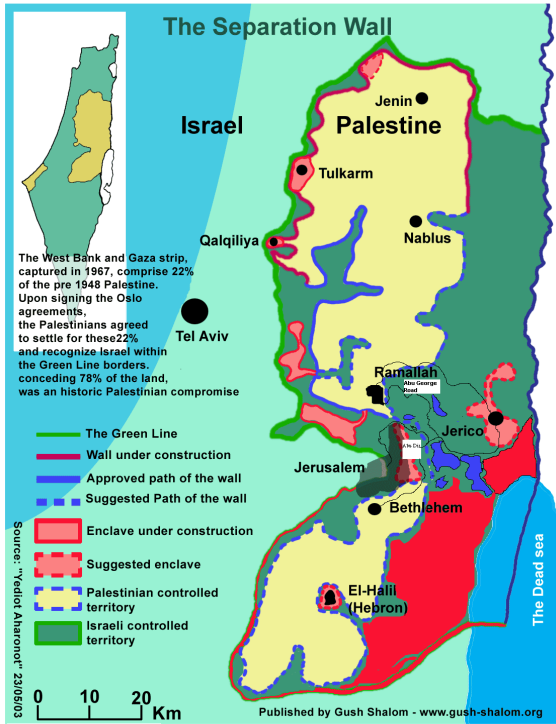 The Separation Wall
Israel
Palestine
Jenin
Tulkarm
Qalqiliya
Nablus
The West Bank and Gaza strip,
captured in 1967, comprise 22%
of the pre 1948 Palestine.
Upon signing the Oslo
agreements,
the Palestinians agreed
to settle for these22%
and recognize Israel within
the Green Line borders.
conceding 78% of the land,
was an historic Palestinian compromise
Tel Aviv
Ramallah
Abu George
Road
Jerico
Jerusalem
Bethlehem
El-Halil
(Hebron)
The Dead sea
The Green Line
Wall under construction
Approved path of the wall
Suggested Path of the wall
Enclave under construction
Suggested enclave
Palestinian controlled
territory
Israeli controlled
territory
Source: "Yediot Aharonot" 23/05/03
0 10 20
Km
Published by Gush Shalom - www.gush-shalom.org